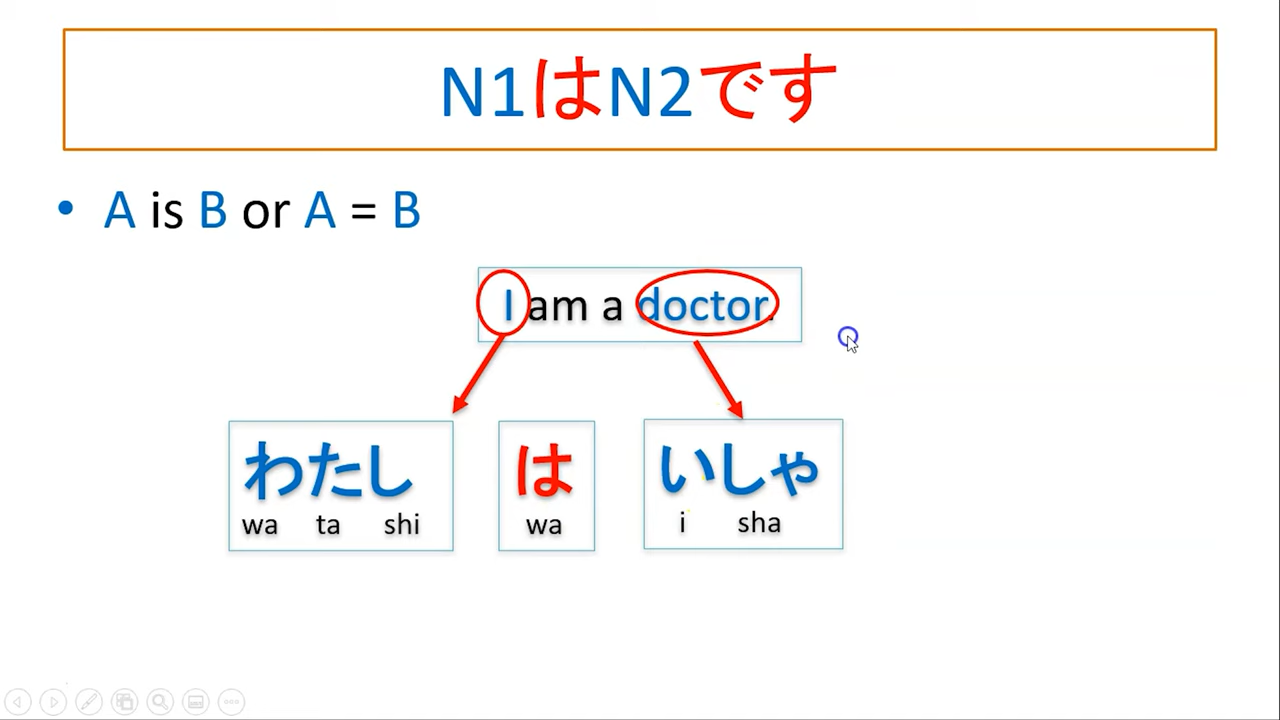 N1はN2です
• A is B or A = B
I am a doctor.
わたし は いしゃ
wa ta shi wa i sha